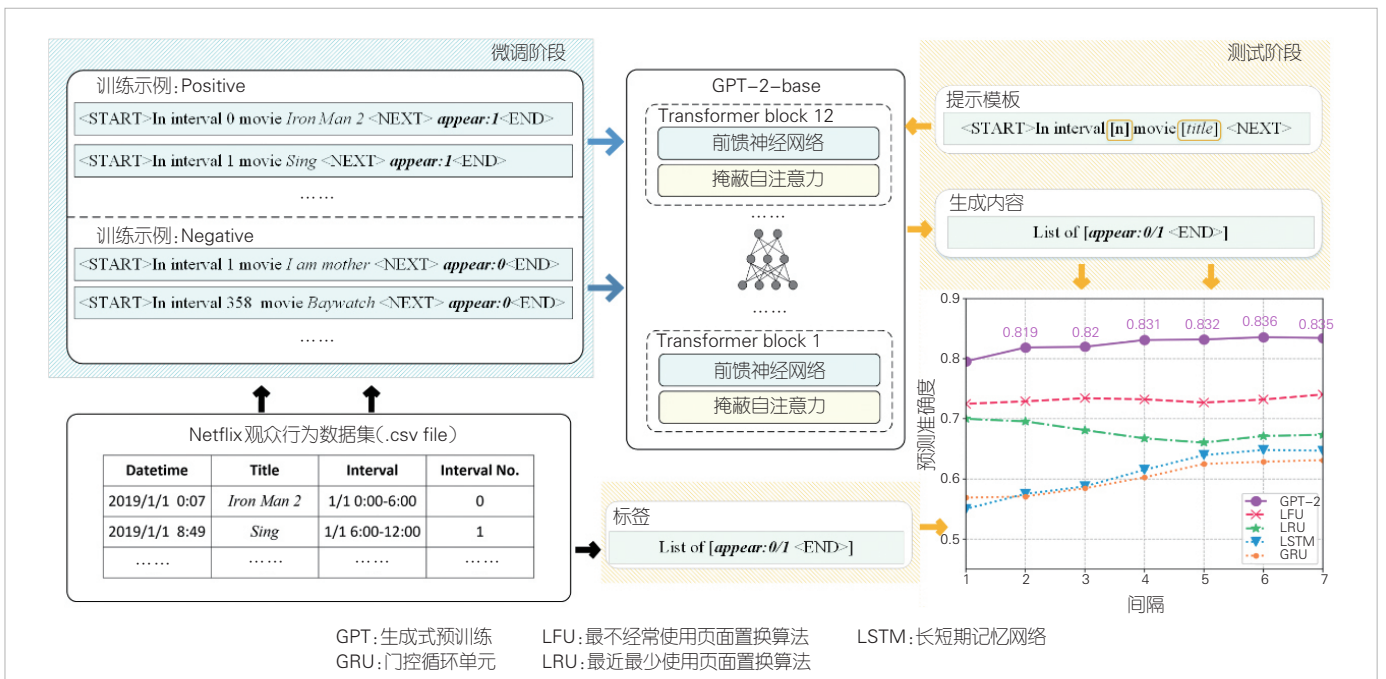 微调阶段
训练示例:Positive
<START>In interval 0 movie Iron Man 2 <NEXT> appear:1<END>
<START>In interval 1 movie Sing <NEXT> appear:1<END>
……
训练示例:Negative
<START>In interval 1 movie I am mother <NEXT> appear:0<END>
<START>In interval 358 movie Baywatch <NEXT> appear:0<END>
……
GPT-2-base
Transformer block 12
前馈神经网络
掩蔽自注意力
……
……
Transformer block 1
前馈神经网络
掩蔽自注意力
测试阶段
提示模板
<START>In interval [n] movie [title] <NEXT>
生成内容
List of [appear:0/1 <END>]
Netflix观众行为数据集(.csv file)
Datetime Title Interval Interval No.
2019/1/1 0:07 Iron Man 2 1/1 0:00-6:00 0
2019/1/1 8:49 Sing 1/1 6:00-12:00 1
…… …… …… ……
标签
List of [appear:0/1 <END>]
预测准确度
0.9
0.8
0.7
0.6
0.5
0.819 0.82 0.831 0.832 0.836 0.835
GPT-2
LFU
LRU
LSTM
GRU
1 2 3 4 5 6 7
间隔
GPT:生成式预训练 LFU:最不经常使用页面置换算法 LSTM:长短期记忆网络
GRU:门控循环单元 LRU:最近最少使用页面置换算法